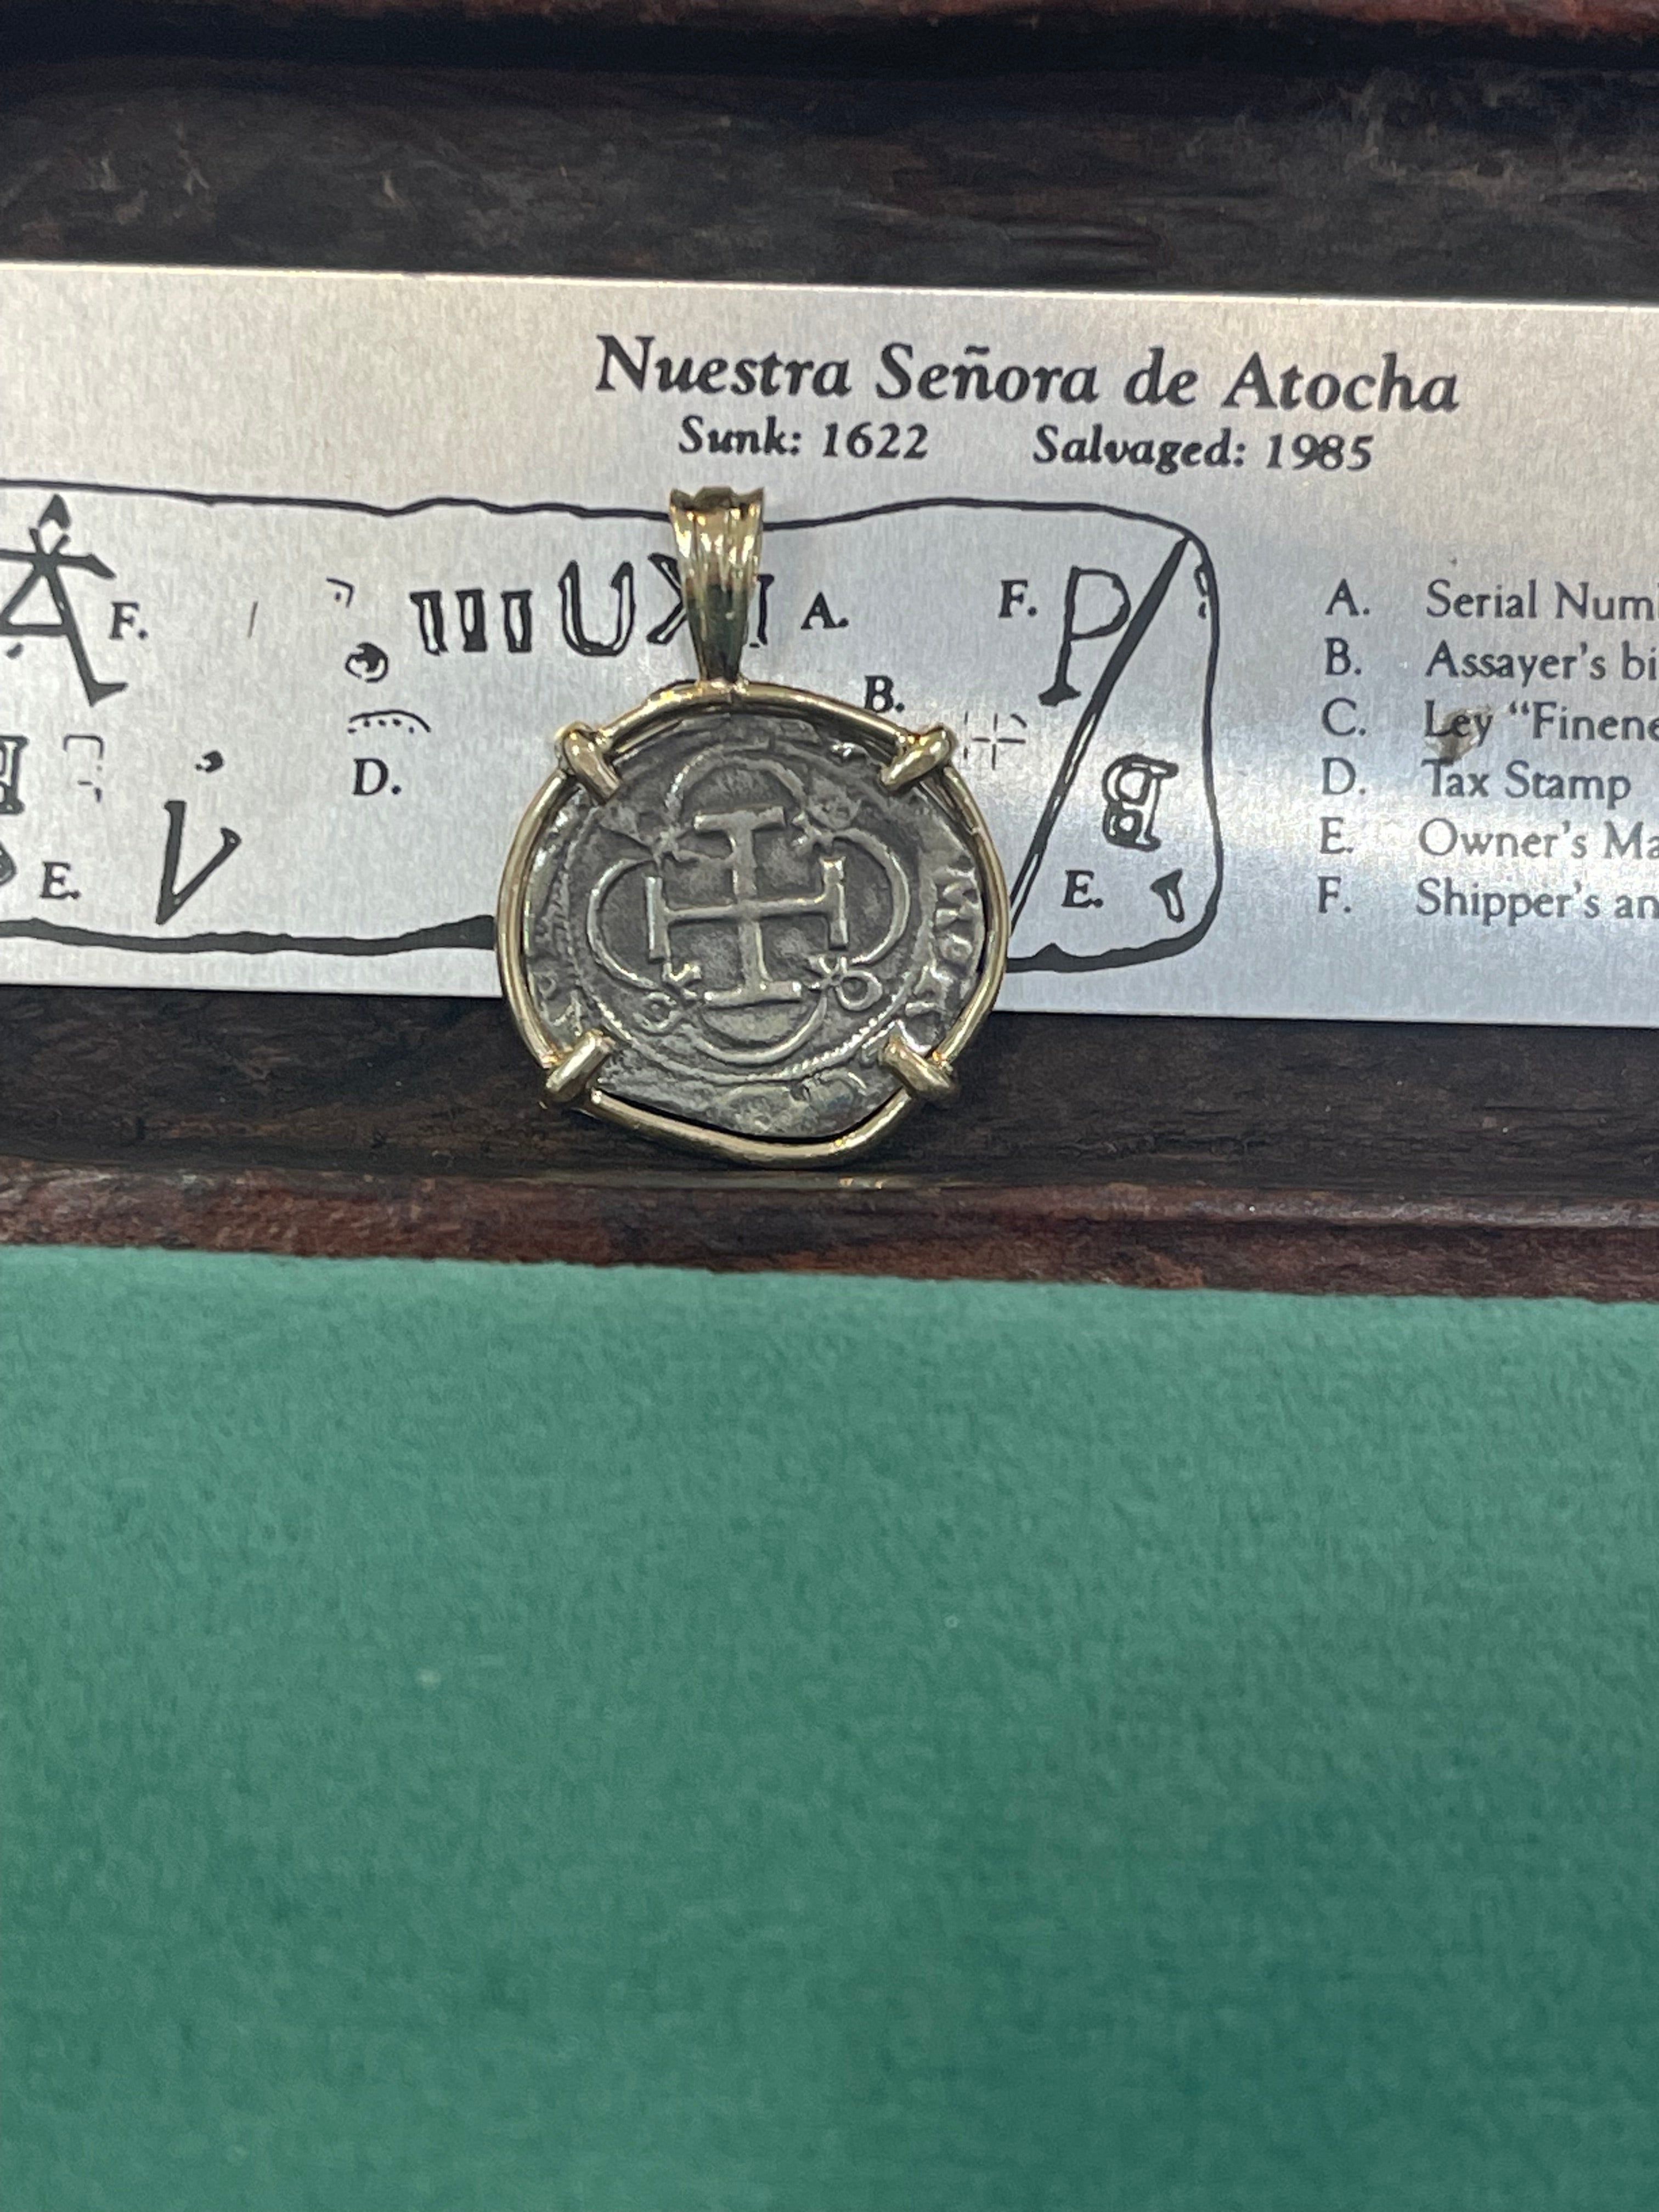 Nuestra Señora de Atocha
Sunk: 1622 Salvaged: 1985
F.
A.
F. P
B.
D.
V
E.
E.
A. Serial Num
B. Assayer's bi
C. Ley “Finene
D. Tax Stamp
E. Owner's Ma
F. Shipper's an